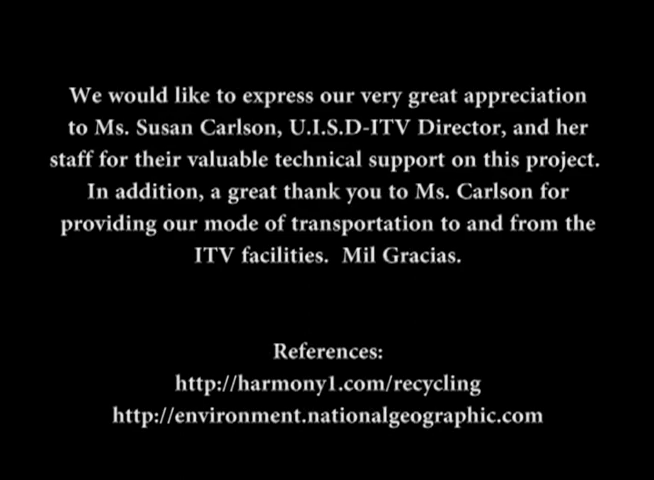 We would like to express our very great appreciation
to Ms. Susan Carlson, U.I.S.D-ITV Director, and her
staff for their valuable technical support on this project.
In addition, a great thank you to Ms. Carlson for
providing our mode of transportation to and from the
ITV facilities.  Mil Gracias.
References:
http://harmony1.com/recycling
http://environment.nationalgeographic.com